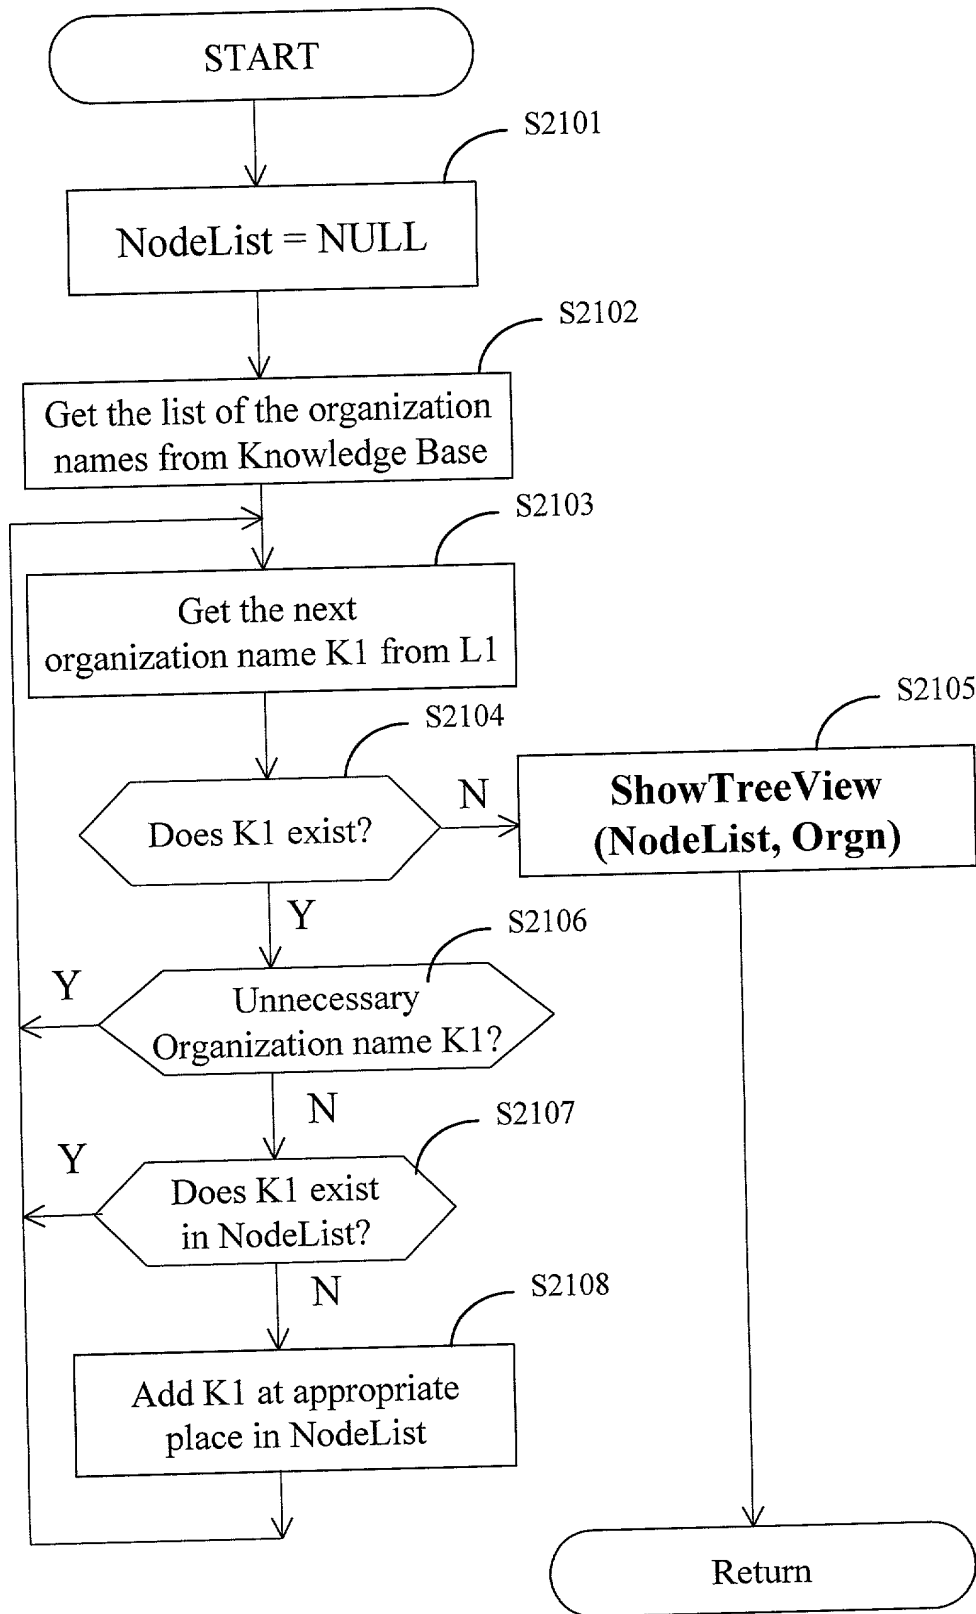 START
S2101
NodeList = NULL
S2102
Get the list of the organization
names from Knowledge Base
S2103
Get the next
organization name K1 from L1
S2104
Does K1 exist?
N
S2105
ShowTreeView
(NodeList, Orgn)
Y
S2106
Y
Unnecessary
Organization name K1?
N
S2107
Y
Does K1 exist
in NodeList?
N
S2108
Add K1 at appropriate
place in NodeList
Return